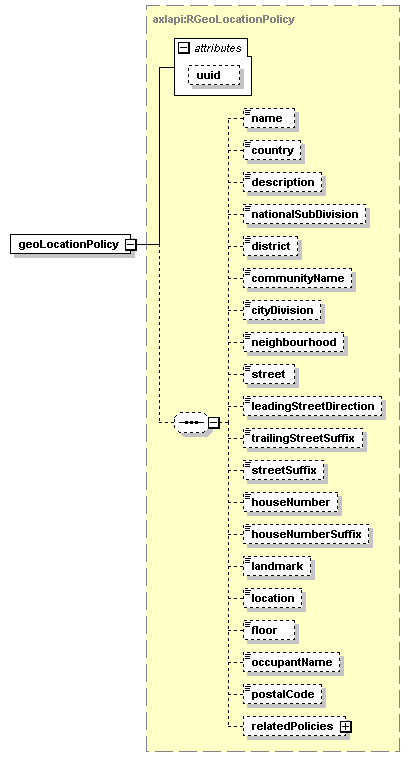 axlapi:RGeoLocationPolicy
attributes
uuid
name
country
description
nationalSubDivision
geoLocationPolicy
district
communityName
cityDivision
neighbourhood
street
leadingStreetDirection
trailingStreetSuffix
streetSuffix
houseNumber
houseNumberSuffix
landmark
location
floor
occupantName
postalCode
relatedPolicies